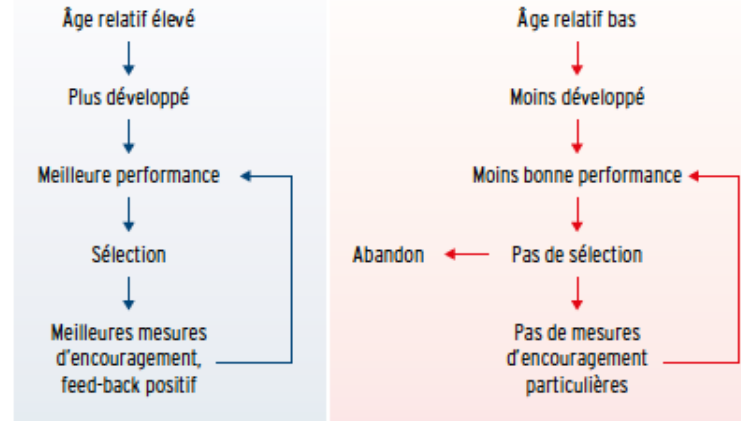 Âge relatif élevé
Plus développé
Meilleure performance
Sélection
Meilleures mesures
d'encouragement,
feed-back positif
Âge relatif bas
Moins développé
Moins bonne performance
Abandon
Pas de sélection
Pas de mesures
d'encouragement
particulières